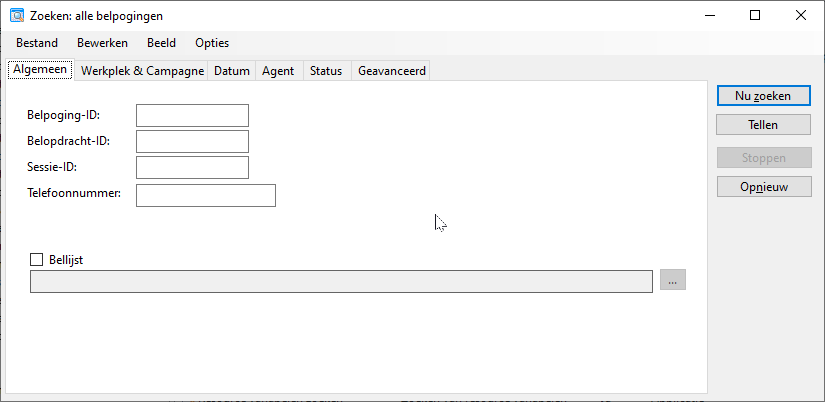 Zoeken: alle belpogingen
Bestand Bewerken Beeld Opties
Algemeen Werkplek & Campagne Datum Agent Status Geavanceerd
Belpoging-ID:
Belopdracht-ID:
Sessie-ID:
Telefoonnummer:
Bellijst
...
Nu zoeken
Tellen
Stoppen
Opnieuw